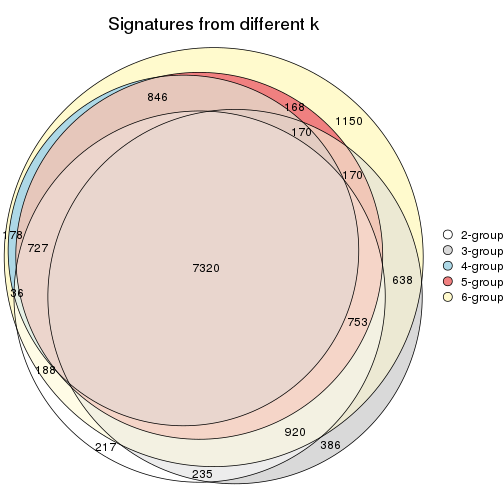 Signatures from different k
846
168
1150
170
170
178
727
7320
638
36
753
188
920
217
386
235
2-group
3-group
4-group
5-group
6-group